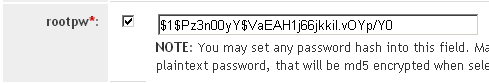 rootpw*: $1$Pz3n00yY$VaEAH1j66jkkil.vOYp/Y0
NOTE: You may set any password hash into this field. Ma
plaintext password, that will be md5 encrypted when sele